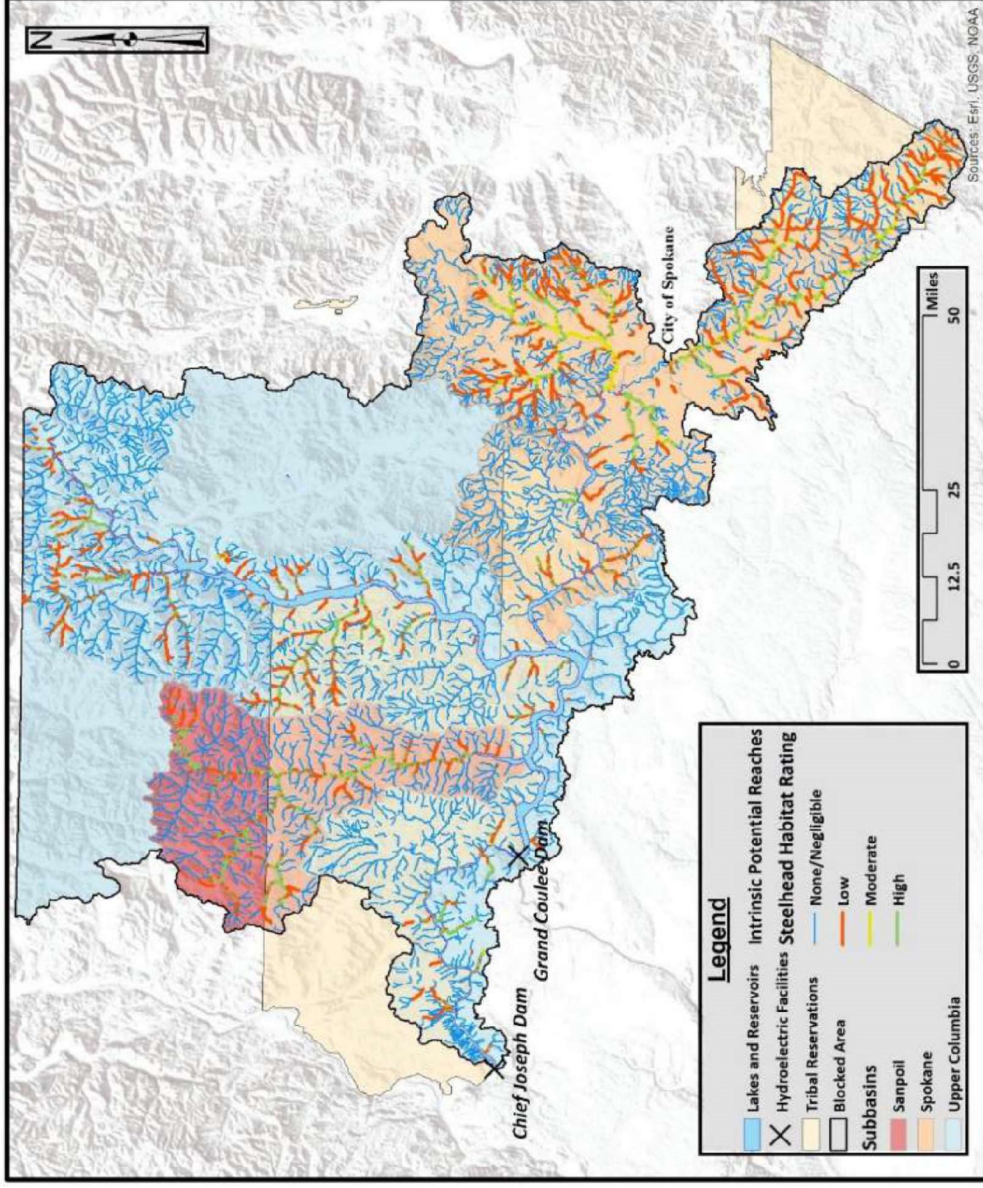 N
City of Spokane
Grand Coulee Dam
Chief Joseph Dam
Legend
Lakes and Reservoirs
Hydroelectric Facilities
Tribal Reservations
Blocked Area
Subbasins
Sanpoil
Spokane
Upper Columbia
Intrinsic Potential Reaches
Steelhead Habitat Rating
None/Negligible
Low
Moderate
High
0 12.5 25 50
Miles
Sources: Esri, USGS, NOAA